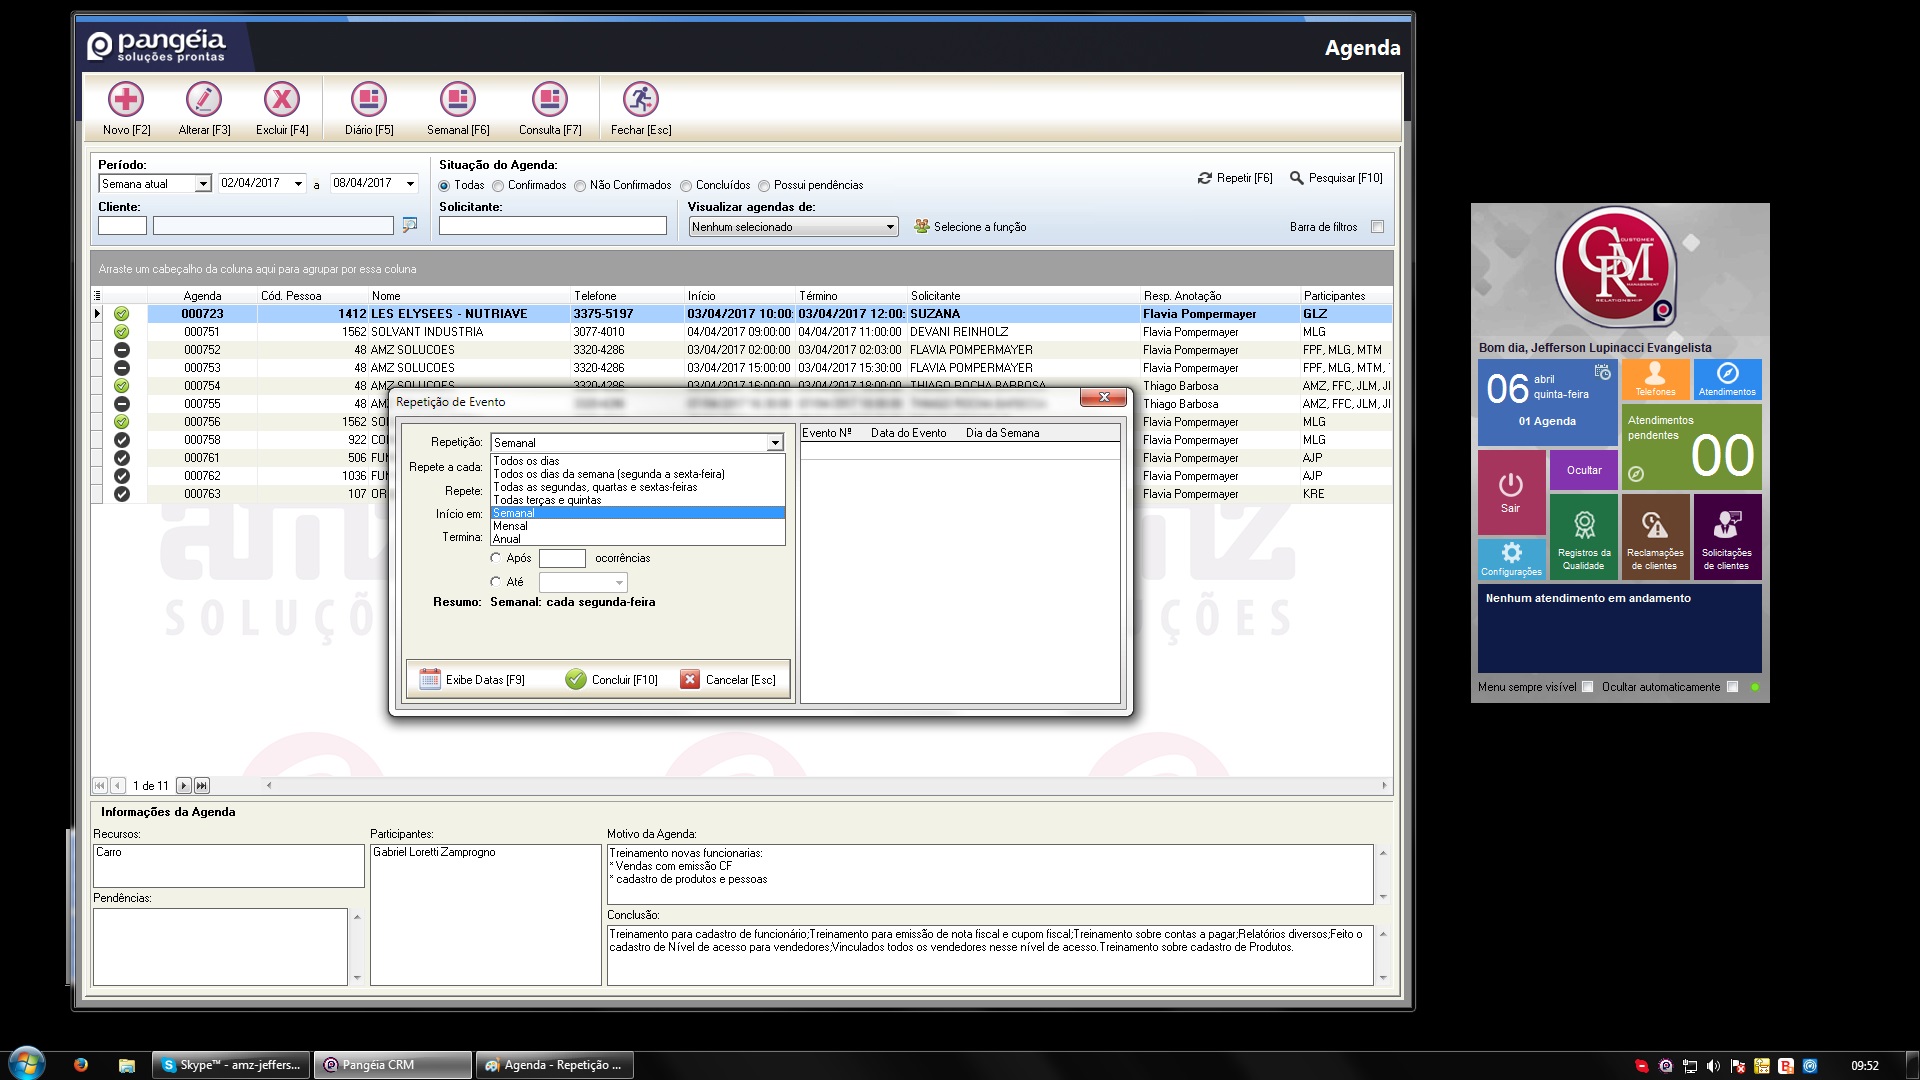 pangéia
soluções prontas
Agenda
Novo [F2]
Alterar [F3]
Excluir [F4]
Diário [F5]
Semanal [F6]
Consulta [F7]
Fechar [Esc]
Período:
Semana atual
02/04/2017
a
08/04/2017
Situação do Agenda:
Todas
Confirmados
Não Confirmados
Concluídos
Possui pendências
Repetir [F6]
Pesquisar [F10]
Cliente:
Solicitante:
Visualizar agendas de:
Nenhum selecionado
Selecione a função
Barra de filtros
Arraste um cabeçalho da coluna aqui para agrupar por essa coluna
Agenda Cód. Pessoa Nome Telefone Início Término Solicitante Resp. Anotação Participantes
000723 1412 LES ELYSEES - NUTRIAVE 3375-5197 03/04/2017 10:00: 03/04/2017 12:00: SUZANA Flavia Pompermayer GLZ
000751 1562 SOLVANT INDUSTRIA 3077-4010 04/04/2017 09:00:00 04/04/2017 11:00:00 DEVANI REINHOLZ Flavia Pompermayer MLG
000752 48 AMZ SOLUCOES 3320-4286 03/04/2017 02:00:00 03/04/2017 02:03:00 FLAVIA POMPERMAYER Flavia Pompermayer FPF, MLG, MTM
000753 48 AMZ SOLUCOES 3320-4286 03/04/2017 15:00:00 03/04/2017 15:30:00 FLAVIA POMPERMAYER Flavia Pompermayer FPF, MLG, MTM,
000754 48 AMZ SOLUCOES 3320-4286 03/04/2017 16:00:00 03/04/2017 18:00:00 THIAGO ROCHA BARBOSA Thiago Barbosa AMZ, FFC, JLM, JI
000755 48 AM Thiago Barbosa AMZ, FFC, JLM, JI
000756 1562 SO Flavia Pompermayer MLG
000758 922 CO Flavia Pompermayer MLG
000761 506 FU Flavia Pompermayer AJP
000762 1036 FU Flavia Pompermayer AJP
000763 107 OR Flavia Pompermayer KRE
Repetição de Evento
Repetição: Semanal
Repete a cada:
Repete:
Início em:
Termina:
Todos os dias
Todos os dias da semana (segunda a sexta-feira)
Todas as segundas, quartas e sextas-feiras
Todas terças e quintas
Semanal
Mensal
Anual
Após ocorrências
Até
Resumo: Semanal: cada segunda-feira
Exibe Datas [F9]
Concluir [F10]
Cancelar [Esc]
Evento Nº Data do Evento Dia da Semana
amz
SOLUÇÕ
UÇÕES
1 de 11
Informações da Agenda
Recursos:
Carro
Pendências:
Participantes:
Gabriel Loretti Zamprogno
Motivo da Agenda:
Treinamento novas funcionarias:
* Vendas com emissão CF
* cadastro de produtos e pessoas
Conclusão:
Treinamento para cadastro de funcionário;Treinamento para emissão de nota fiscal e cupom fiscal;Treinamento sobre contas a pagar;Relatórios diversos;Feito o
cadastro de Nível de acesso para vendedores;Vinculados todos os vendedores nesse nível de acesso.Treinamento sobre cadastro de Produtos.
CRM
CUSTOMER
MANAGEMENT
RELATIONSHIP
Bom dia, Jefferson Lupinacci Evangelista
06
abril
quinta-feira
01 Agenda
Telefones
Atendimentos
Atendimentos
pendentes
00
Sair
Ocultar
Configurações
Registros da
Qualidade
Reclamações
de clientes
Solicitações
de clientes
Nenhum atendimento em andamento
Menu sempre visível
Ocultar automaticamente
Skype™ - amz-jeffers...
Pangéia CRM
Agenda - Repetição ...
09:52